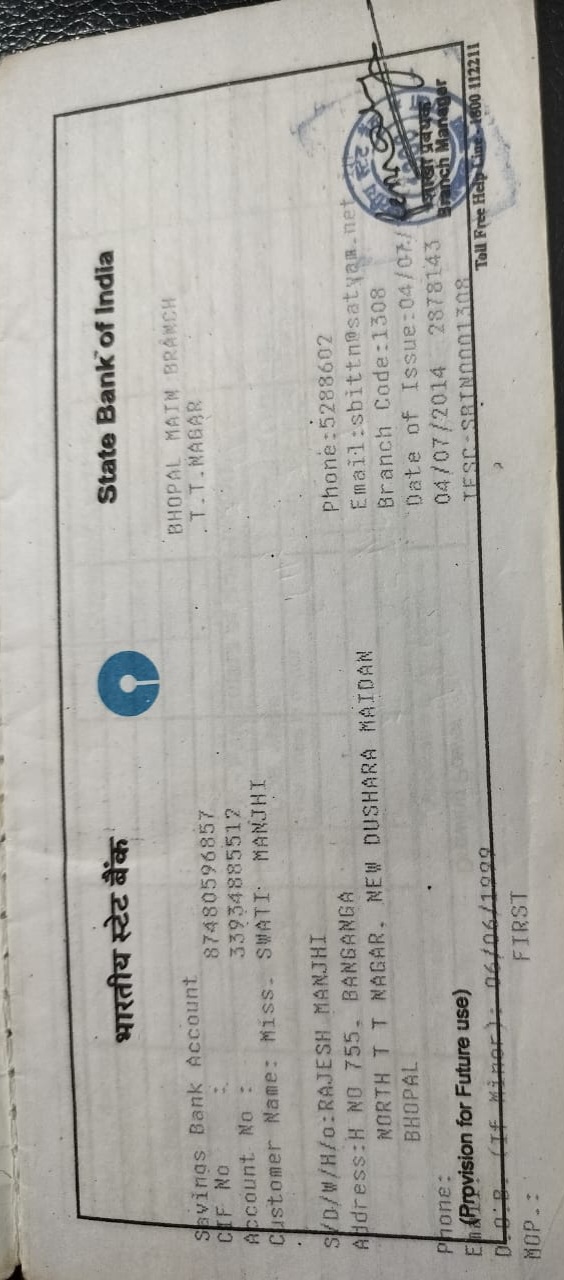 भारतीय स्टेट बैंक State Bank of India
BHOPAL MAIN BRANCH
T.T.NAGAR
Savings Bank Account
CIF No : 87480596857
Account No : 33934885512
Customer Name: Miss. SWATI MANJHI
S/D/W/H/o:RAJESH MANJHI
Phone:5288602
Address:H NO 755, BANGANGA
Email:sbittn@satyam.net
NORTH T T NAGAR, NEW DUSHARA MAIDAN
Branch Code:1308
BHOPAL
Date of Issue:04/07/
Phone:
04/07/2014 2878143
(Provision for Future use)
IFSC:SBIN0001308
D.O.B. (If Minor): 06/06/1999
MOP.: FIRST
शाखा प्रबन्धक
Branch Manager
Toll Free Help Line - 1800 112211